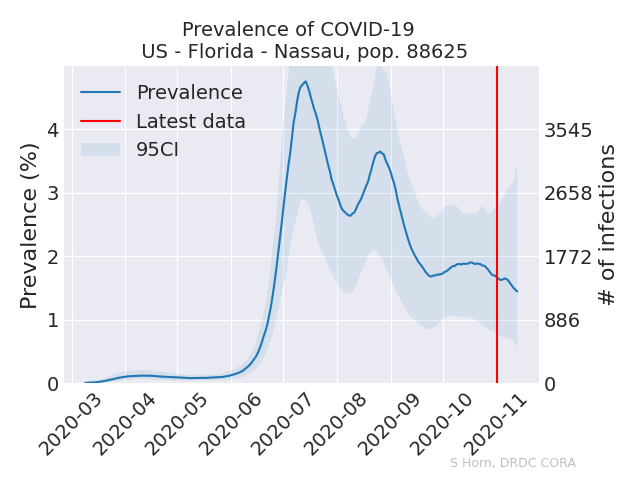 Prevalence of COVID-19
US - Florida - Nassau, pop. 88625
Prevalence
Latest data
95CI
Prevalence (%)
4
3
2
1
0
3545
2658
1772
886
0
# of infections
2020-03
2020-04
2020-05
2020-06
2020-07
2020-08
2020-09
2020-10
2020-11
S Horn, DRDC CORA